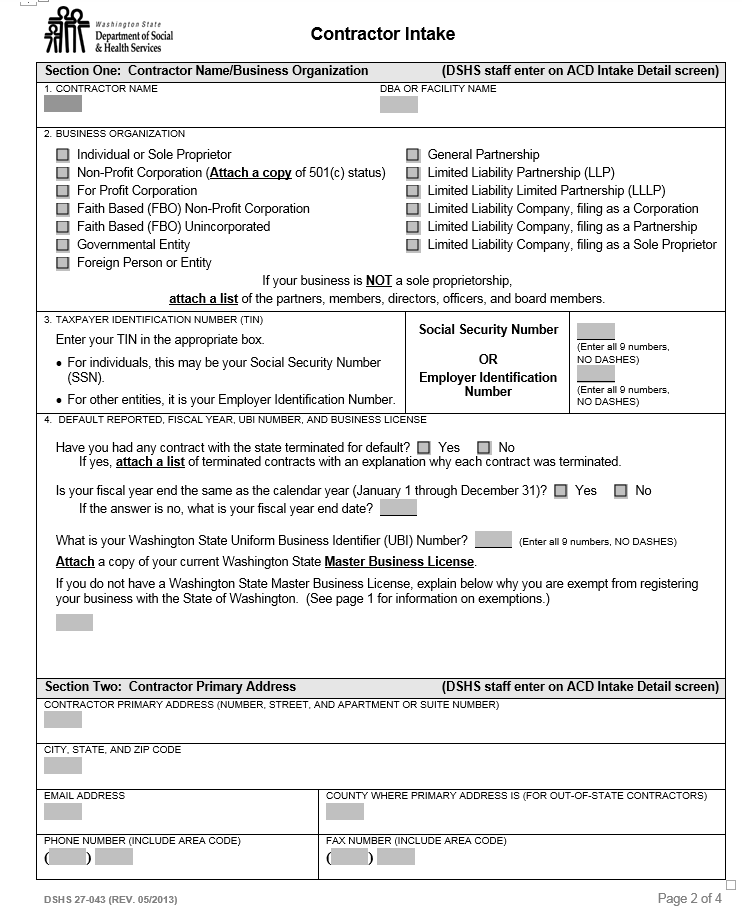 Washington State
Department of Social
& Health Services
Contractor Intake
Section One: Contractor Name/Business Organization (DSHS staff enter on ACD Intake Detail screen)
1. CONTRACTOR NAME DBA OR FACILITY NAME
2. BUSINESS ORGANIZATION
Individual or Sole Proprietor
Non-Profit Corporation (Attach a copy of 501(c) status)
For Profit Corporation
Faith Based (FBO) Non-Profit Corporation
Faith Based (FBO) Unincorporated
Governmental Entity
Foreign Person or Entity
General Partnership
Limited Liability Partnership (LLP)
Limited Liability Limited Partnership (LLLP)
Limited Liability Company, filing as a Corporation
Limited Liability Company, filing as a Partnership
Limited Liability Company, filing as a Sole Proprietor
If your business is NOT a sole proprietorship,
attach a list of the partners, members, directors, officers, and board members.
3. TAXPAYER IDENTIFICATION NUMBER (TIN)
Enter your TIN in the appropriate box.
• For individuals, this may be your Social Security Number
(SSN).
• For other entities, it is your Employer Identification Number.
Social Security Number
OR
Employer Identification
Number
(Enter all 9 numbers,
NO DASHES)
(Enter all 9 numbers,
NO DASHES)
4. DEFAULT REPORTED, FISCAL YEAR, UBI NUMBER, AND BUSINESS LICENSE
Have you had any contract with the state terminated for default? Yes No
If yes, attach a list of terminated contracts with an explanation why each contract was terminated.
Is your fiscal year end the same as the calendar year (January 1 through December 31)? Yes No
If the answer is no, what is your fiscal year end date?
What is your Washington State Uniform Business Identifier (UBI) Number? (Enter all 9 numbers, NO DASHES)
Attach a copy of your current Washington State Master Business License.
If you do not have a Washington State Master Business License, explain below why you are exempt from registering
your business with the State of Washington. (See page 1 for information on exemptions.)
Section Two: Contractor Primary Address (DSHS staff enter on ACD Intake Detail screen)
CONTRACTOR PRIMARY ADDRESS (NUMBER, STREET, AND APARTMENT OR SUITE NUMBER)
CITY, STATE, AND ZIP CODE
EMAIL ADDRESS COUNTY WHERE PRIMARY ADDRESS IS (FOR OUT-OF-STATE CONTRACTORS)
PHONE NUMBER (INCLUDE AREA CODE) FAX NUMBER (INCLUDE AREA CODE)
( ) ( )
DSHS 27-043 (REV. 05/2013) Page 2 of 4